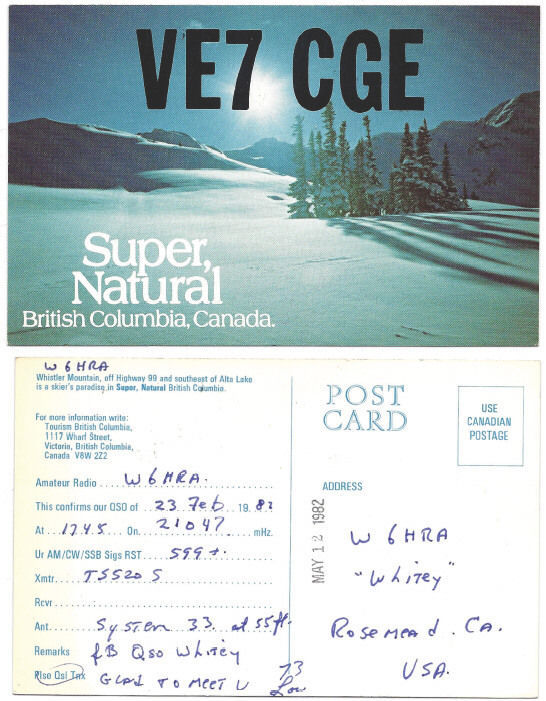 VE7 CGE
Super,
Natural
British Columbia, Canada.
W6HRA
Whistler Mountain, off Highway 99 and southeast of Alta Lake
is a skier's paradise in Super, Natural British Columbia.
For more information write:
Tourism British Columbia,
1117 Wharf Street,
Victoria, British Columbia,
Canada V8W 2Z2
Amateur Radio W6HRA.
This confirms our QSO of 23 Feb 1982
At 1745 On 21047 mHz.
Ur AM/CW/SSB Sigs RST 599+.
Xmtr. TS520S
Rcvr.
Ant. System 33 at 55ft.
Remarks fB Qso Whitey
Plse Qsl Tnx GLAD TO MEET U 73
Lou
POST
CARD
USE
CANADIAN
POSTAGE
ADDRESS
MAY 12 1982
W 6HRA
"Whitey"
Rosemead. Ca.
USA.